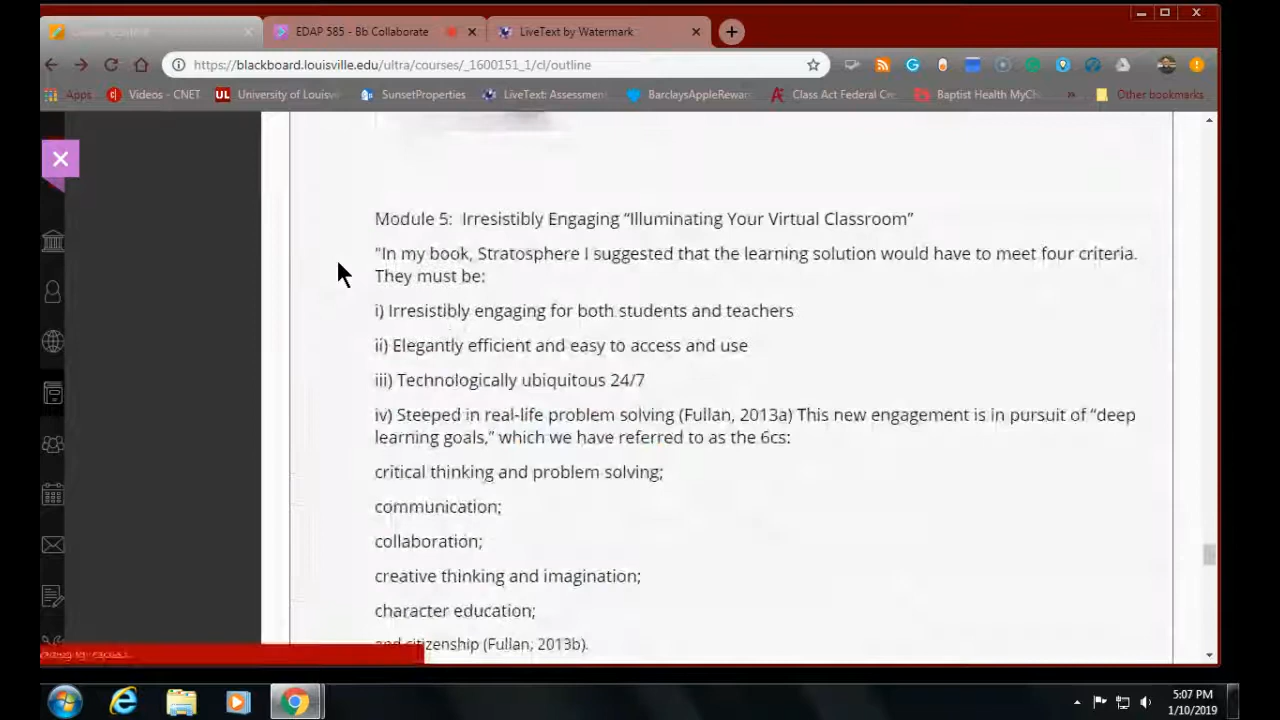 EDAP 585 - Bb Collaborate
LiveText by Watermark
https://blackboard.louisville.edu/ultra/courses/_1600151_1/cl/outline
Apps
Videos - CNET
University of Louisv
SunsetProperties
LiveText: Assessmen
BarclaysAppleRewar
Class Act Federal Cr
Baptist Health MyCh
»
Other bookmarks
Module 5: Irresistibly Engaging “Illuminating Your Virtual Classroom”
"In my book, Stratosphere I suggested that the learning solution would have to meet four criteria.
They must be:
i) Irresistibly engaging for both students and teachers
ii) Elegantly efficient and easy to access and use
iii) Technologically ubiquitous 24/7
iv) Steeped in real-life problem solving (Fullan, 2013a) This new engagement is in pursuit of “deep
learning goals,” which we have referred to as the 6cs:
critical thinking and problem solving;
communication;
collaboration;
creative thinking and imagination;
character education;
and citizenship (Fullan, 2013b).
5:07 PM
1/10/2019